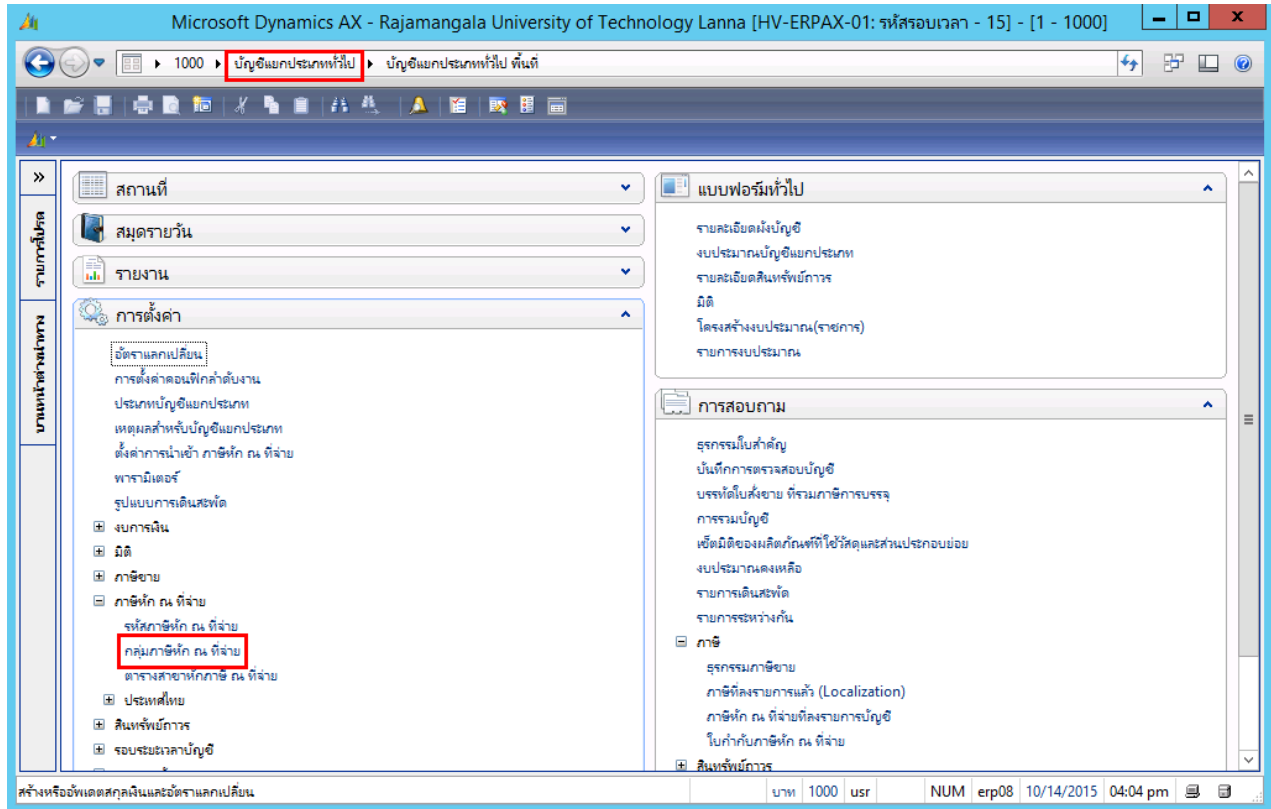 Microsoft Dynamics AX - Rajamangala University of Technology Lanna [HV-ERPAX-01: รหัสรอบเวลา - 15] - [1 - 1000]
1000 บัญชีแยกประเภททั่วไป บัญชีแยกประเภททั่วไป พื้นที่
รายการโปรด
บานหน้าต่างนำทาง
สถานที่
สมุดรายวัน
รายงาน
การตั้งค่า
อัตราแลกเปลี่ยน
การตั้งค่าคอนฟิกลำดับงาน
ประเภทบัญชีแยกประเภท
เหตุผลสำหรับบัญชีแยกประเภท
ตั้งค่าการนำเข้า ภาษีหัก ณ ที่จ่าย
พารามิเตอร์
รูปแบบการเดินสะพัด
งบการเงิน
มิติ
ภาษีขาย
ภาษีหัก ณ ที่จ่าย
รหัสภาษีหัก ณ ที่จ่าย
กลุ่มภาษีหัก ณ ที่จ่าย
ตารางสาขาหักภาษี ณ ที่จ่าย
ประเทศไทย
สินทรัพย์ถาวร
รอบระยะเวลาบัญชี
แบบฟอร์มทั่วไป
รายละเอียดผังบัญชี
งบประมาณบัญชีแยกประเภท
รายละเอียดสินทรัพย์ถาวร
มิติ
โครงสร้างงบประมาณ(ราชการ)
รายการงบประมาณ
การสอบถาม
ธุรกรรมใบสำคัญ
บันทึกการตรวจสอบบัญชี
บรรทัดใบสั่งขาย ที่รวมภาษีการบรรจุ
การรวมบัญชี
เซ็ตมิติของผลิตภัณฑ์ที่ใช้วัสดุและส่วนประกอบย่อย
งบประมาณคงเหลือ
รายการเดินสะพัด
รายการระหว่างกัน
ภาษี
ธุรกรรมภาษีขาย
ภาษีที่ลงรายการแล้ว (Localization)
ภาษีหัก ณ ที่จ่ายที่ลงรายการบัญชี
ใบกำกับภาษีหัก ณ ที่จ่าย
สินทรัพย์ถาวร
สร้างหรืออัพเดตสกุลเงินและอัตราแลกเปลี่ยน บาท 1000 usr NUM erp08 10/14/2015 04:04 pm